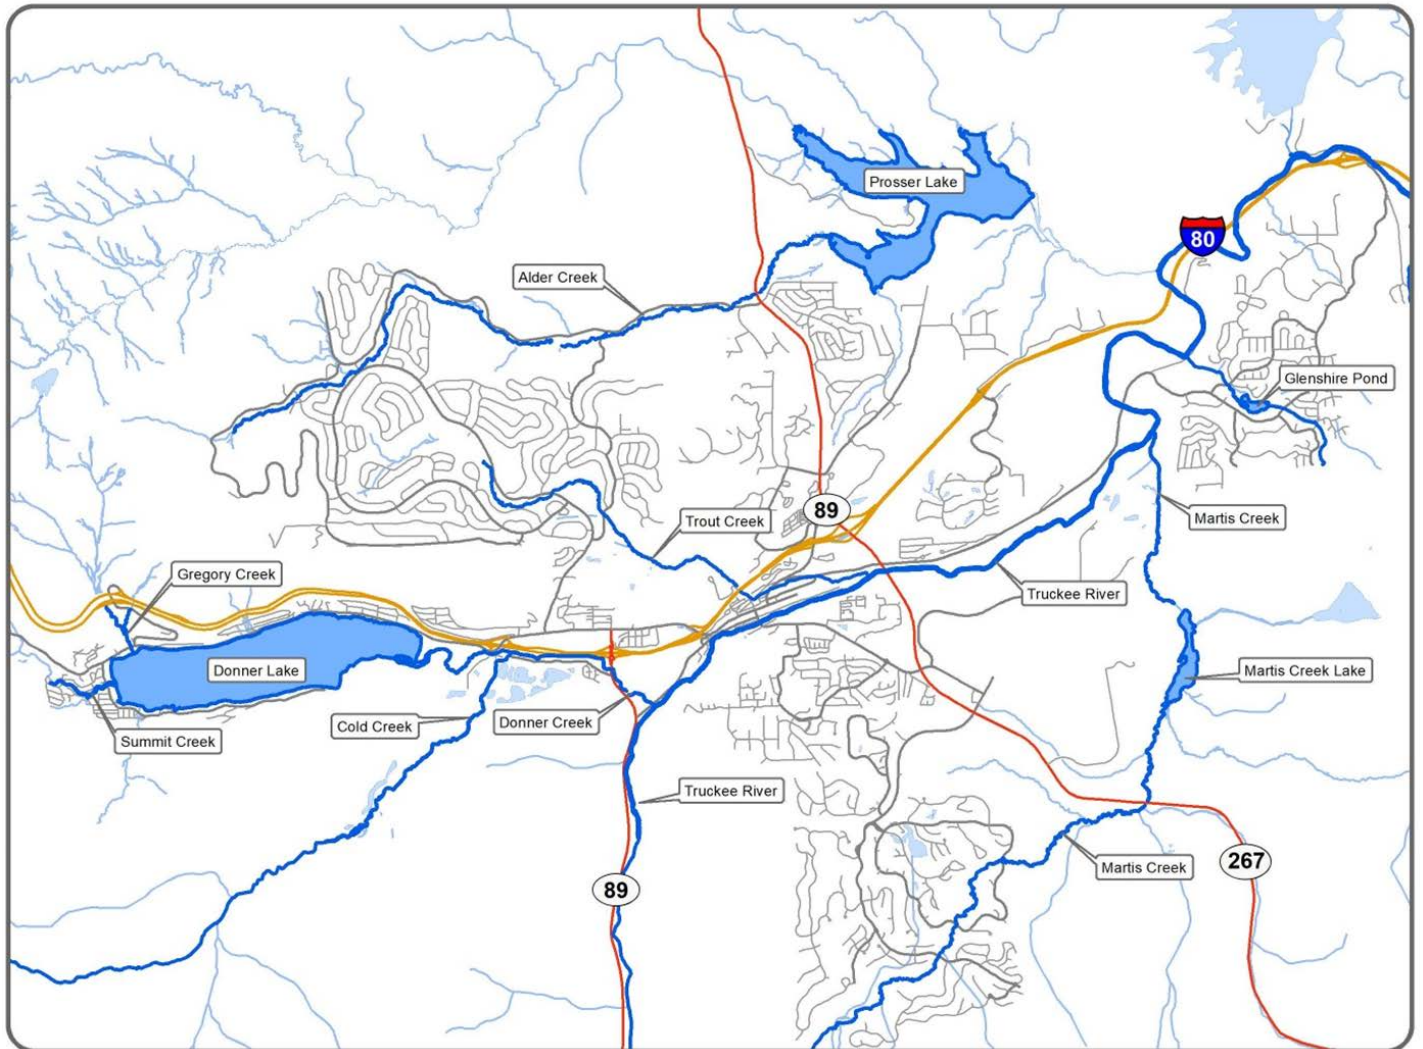 Prosser Lake
80
Alder Creek
Glenshire Pond
89
Trout Creek
Martis Creek
Gregory Creek
Truckee River
Donner Lake
Martis Creek Lake
Cold Creek
Donner Creek
Summit Creek
Truckee River
267
Martis Creek
89